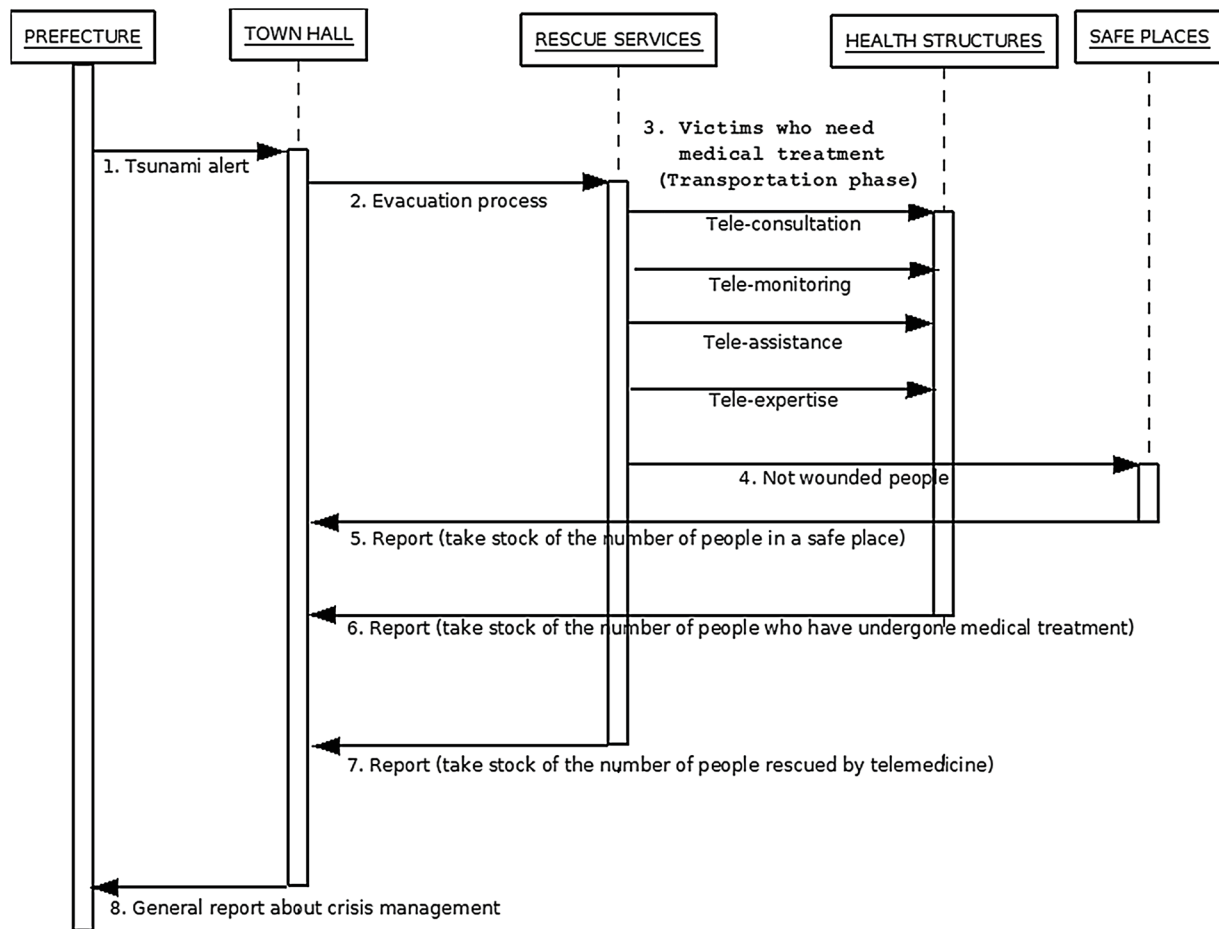 PREFECTURE
TOWN HALL
RESCUE SERVICES
HEALTH STRUCTURES
SAFE PLACES
3. Victims who need
medical treatment
(Transportation phase)
1. Tsunami alert
2. Evacuation process
Tele-consultation
Tele-monitoring
Tele-assistance
Tele-expertise
4. Not wounded people
5. Report (take stock of the number of people in a safe place)
6. Report (take stock of the number of people who have undergone medical treatment)
7. Report (take stock of the number of people rescued by telemedicine)
8. General report about crisis management